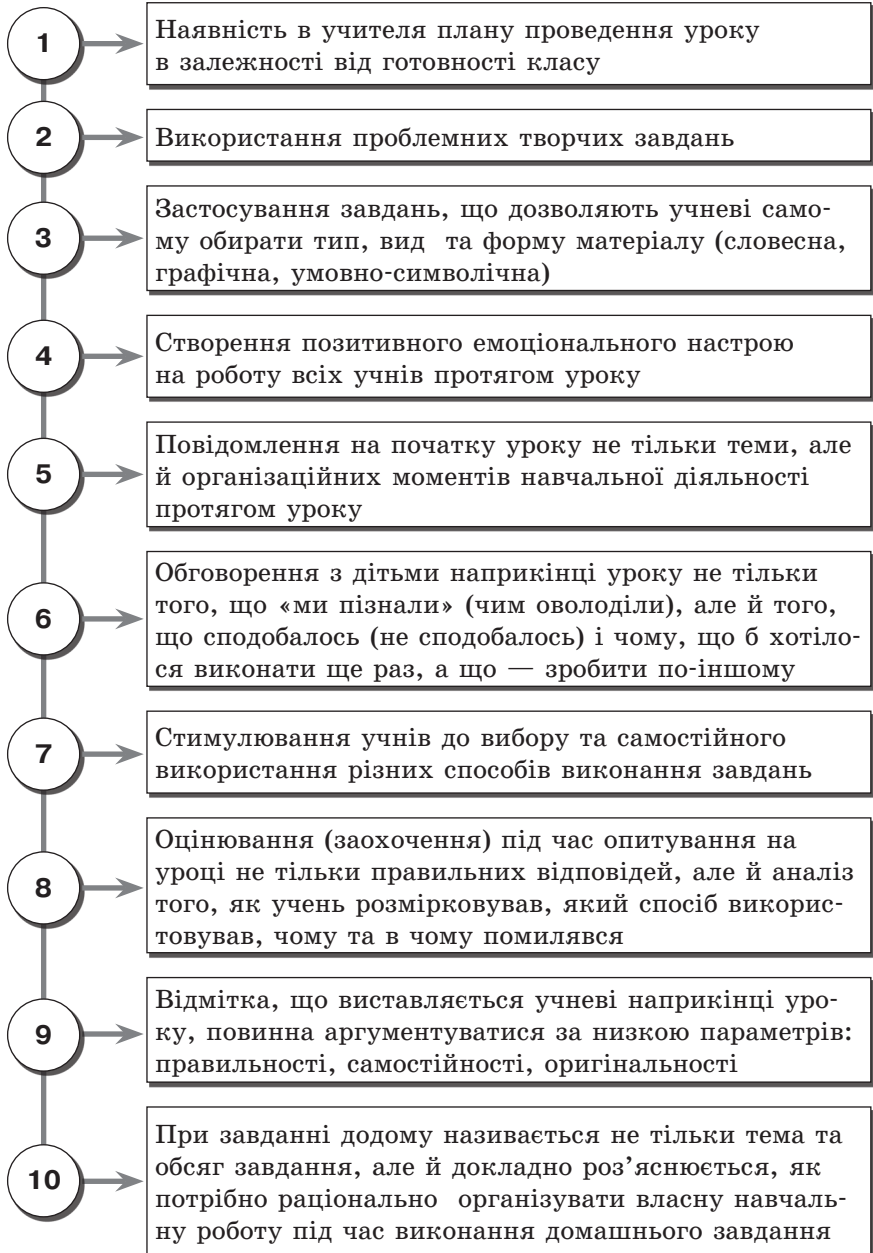 1
Наявність в учителя плану проведення уроку
в залежності від готовності класу
2
Використання проблемних творчих завдань
3
Застосування завдань, що дозволяють учневі само-
му обирати тип, вид та форму матеріалу (словесна,
графічна, умовно-символічна)
4
Створення позитивного емоціонального настрою
на роботу всіх учнів протягом уроку
5
Повідомлення на початку уроку не тільки теми, але
й організаційних моментів навчальної діяльності
протягом уроку
6
Обговорення з дітьми наприкінці уроку не тільки
того, що «ми пізнали» (чим оволоділи), але й того,
що сподобалось (не сподобалось) і чому, що б хотіло-
ся виконати ще раз, а що — зробити по-іншому
7
Стимулювання учнів до вибору та самостійного
використання різних способів виконання завдань
8
Оцінювання (заохочення) під час опитування на
уроці не тільки правильних відповідей, але й аналіз
того, як учень розмірковував, який спосіб викорис-
товував, чому та в чому помилявся
9
Відмітка, що виставляється учневі наприкінці уро-
ку, повинна аргументуватися за низкою параметрів:
правильності, самостійності, оригінальності
10
При завданні додому називається не тільки тема та
обсяг завдання, але й докладно роз’яснюється, як
потрібно раціонально організувати власну навчаль-
ну роботу під час виконання домашнього завдання